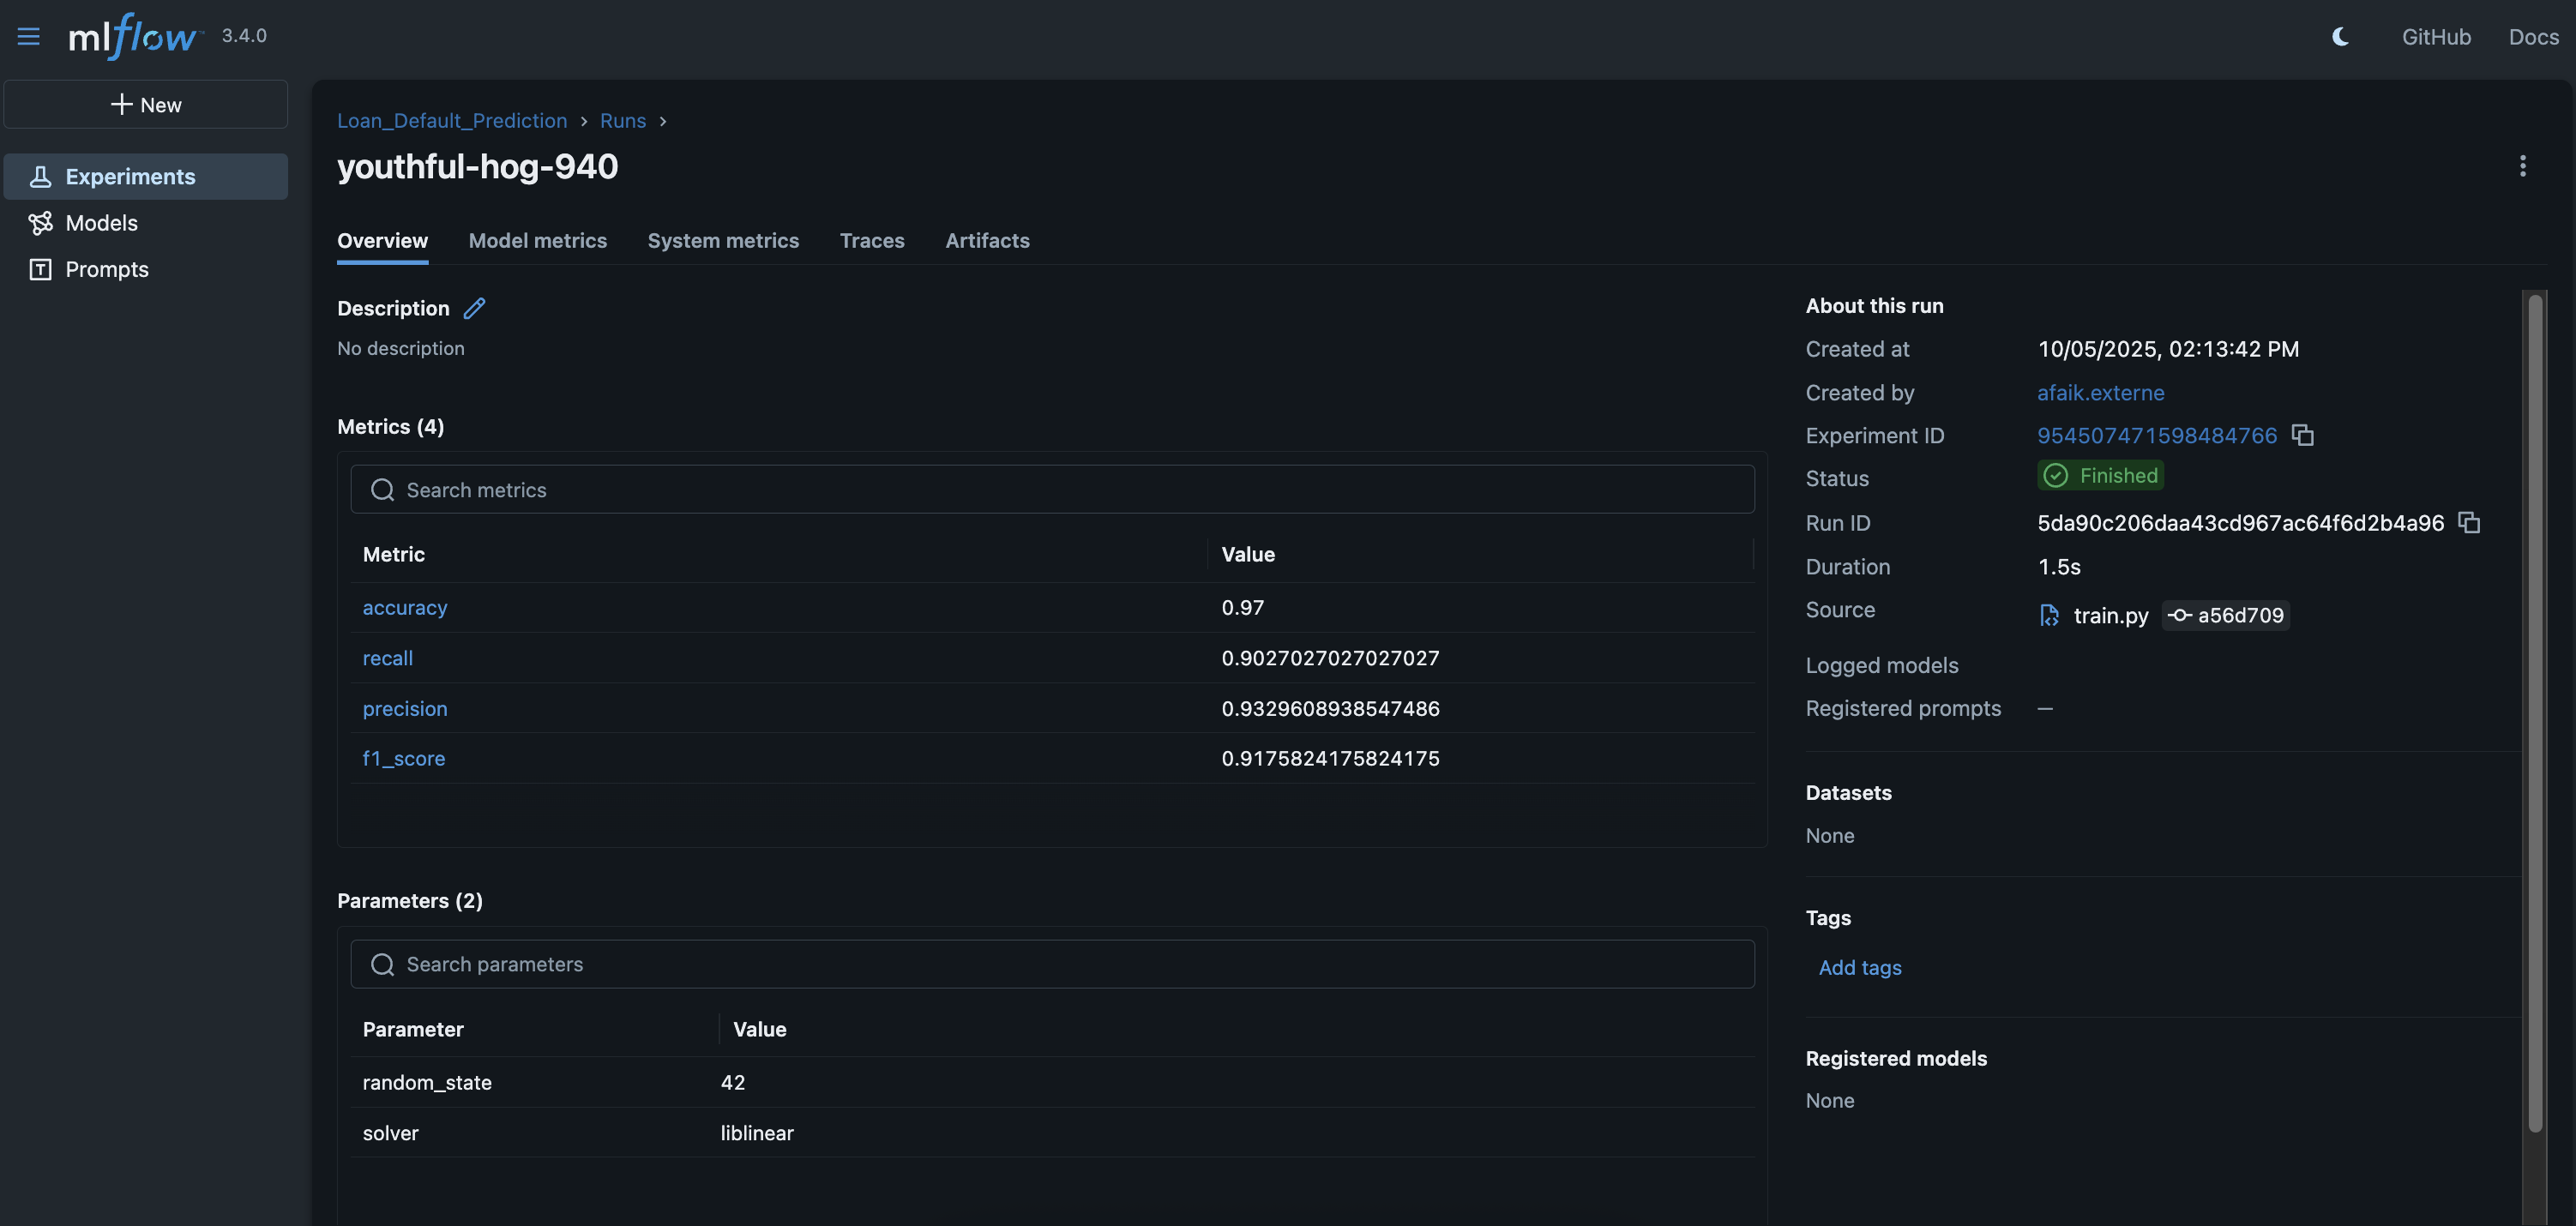 mlflow™ 3.4.0
GitHub Docs
New
Experiments
Models
Prompts
Loan_Default_Prediction › Runs ›
youthful-hog-940
Overview Model metrics System metrics Traces Artifacts
Description
No description
Metrics (4)
Search metrics
Metric Value
accuracy 0.97
recall 0.9027027027027027
precision 0.9329608938547486
f1_score 0.9175824175824175
Parameters (2)
Search parameters
Parameter Value
random_state 42
solver liblinear
About this run
Created at 10/05/2025, 02:13:42 PM
Created by afaik.externe
Experiment ID 954507471598484766
Status Finished
Run ID 5da90c206daa43cd967ac64f6d2b4a96
Duration 1.5s
Source train.py a56d709
Logged models
Registered prompts —
Datasets
None
Tags
Add tags
Registered models
None